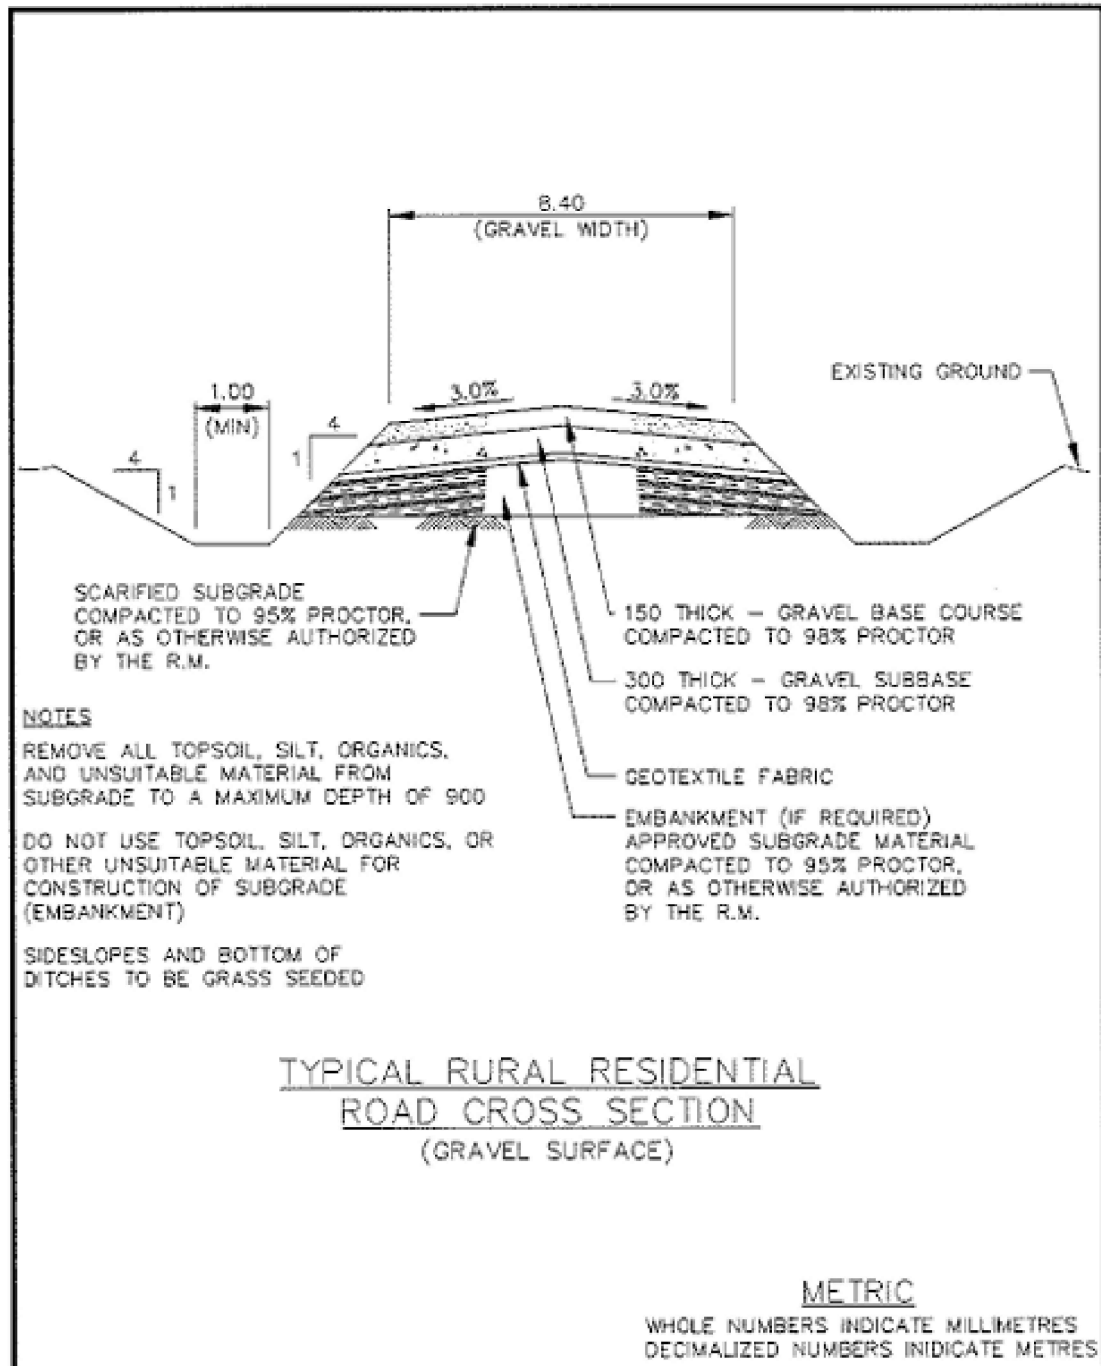 8.40
(GRAVEL WIDTH)
EXISTING GROUND
1.00
(MIN)
3.0%
3.0%
4
1
4
1
SCARIFIED SUBGRADE
COMPACTED TO 95% PROCTOR,
OR AS OTHERWISE AUTHORIZED
BY THE R.M.
150 THICK – GRAVEL BASE COURSE
COMPACTED TO 98% PROCTOR
300 THICK – GRAVEL SUBBASE
COMPACTED TO 98% PROCTOR
GEOTEXTILE FABRIC
EMBANKMENT (IF REQUIRED)
APPROVED SUBGRADE MATERIAL
COMPACTED TO 95% PROCTOR,
OR AS OTHERWISE AUTHORIZED
BY THE R.M.
NOTES
REMOVE ALL TOPSOIL, SILT, ORGANICS,
AND UNSUITABLE MATERIAL FROM
SUBGRADE TO A MAXIMUM DEPTH OF 900
DO NOT USE TOPSOIL, SILT, ORGANICS, OR
OTHER UNSUITABLE MATERIAL FOR
CONSTRUCTION OF SUBGRADE
(EMBANKMENT)
SIDESLOPES AND BOTTOM OF
DITCHES TO BE GRASS SEEDED
TYPICAL RURAL RESIDENTIAL
ROAD CROSS SECTION
(GRAVEL SURFACE)
METRIC
WHOLE NUMBERS INDICATE MILLIMETRES
DECIMALIZED NUMBERS INIDICATE METRES